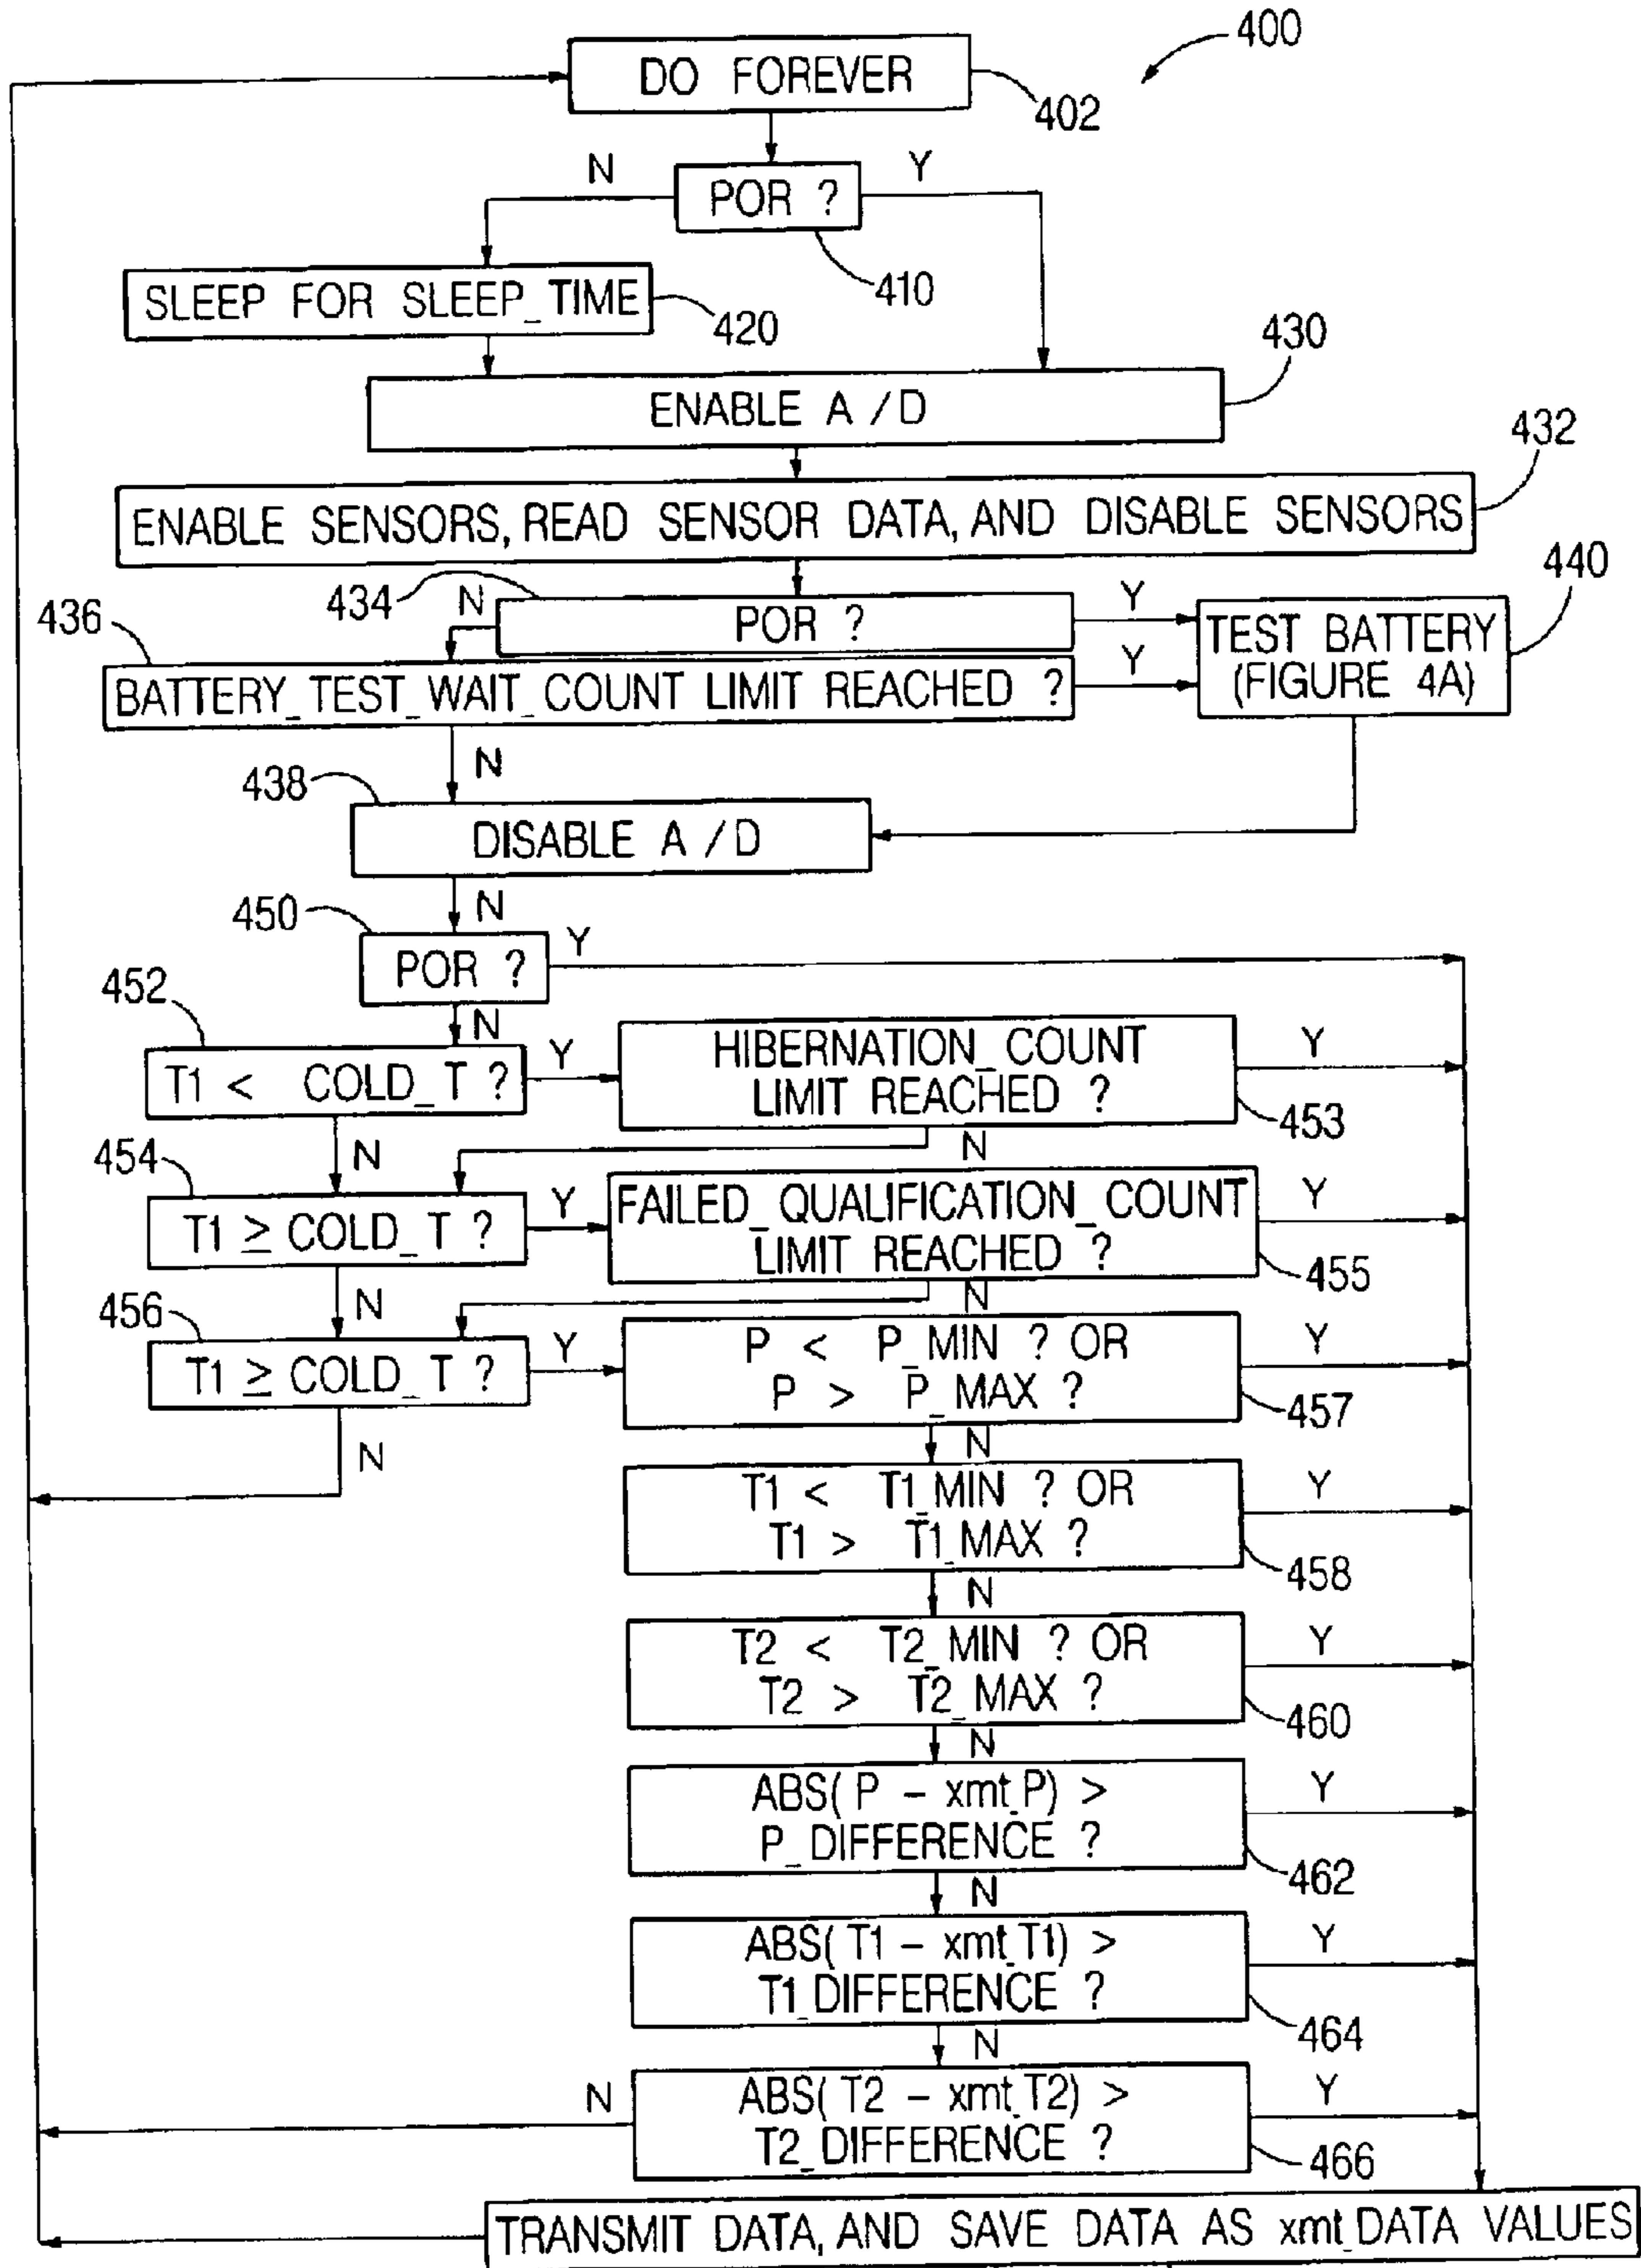 400
DO FOREVER
402
N
Y
POR ?
410
SLEEP FOR SLEEP_TIME
420
430
ENABLE A / D
432
ENABLE SENSORS, READ SENSOR DATA, AND DISABLE SENSORS
434
N
POR ?
Y
440
TEST BATTERY
(FIGURE 4A)
436
BATTERY_TEST_WAIT_COUNT LIMIT REACHED ?
Y
N
438
DISABLE A / D
N
450
POR ?
Y
N
452
T1 < COLD_T ?
Y
HIBERNATION_COUNT
LIMIT REACHED ?
Y
453
N
N
454
T1 ≥ COLD_T ?
Y
FAILED_QUALIFICATION_COUNT
LIMIT REACHED ?
Y
455
N
N
456
T1 ≥ COLD_T ?
Y
P < P_MIN ? OR
P > P_MAX ?
Y
457
N
N
T1 < T1_MIN ? OR
T1 > T1_MAX ?
Y
458
N
T2 < T2_MIN ? OR
T2 > T2_MAX ?
Y
460
N
ABS( P – xmt_P) >
P_DIFFERENCE ?
Y
462
N
ABS( T1 – xmt_T1) >
T1_DIFFERENCE ?
Y
464
N
N
ABS( T2 – xmt_T2) >
T2_DIFFERENCE ?
Y
466
TRANSMIT DATA, AND SAVE DATA AS xmt_DATA VALUES